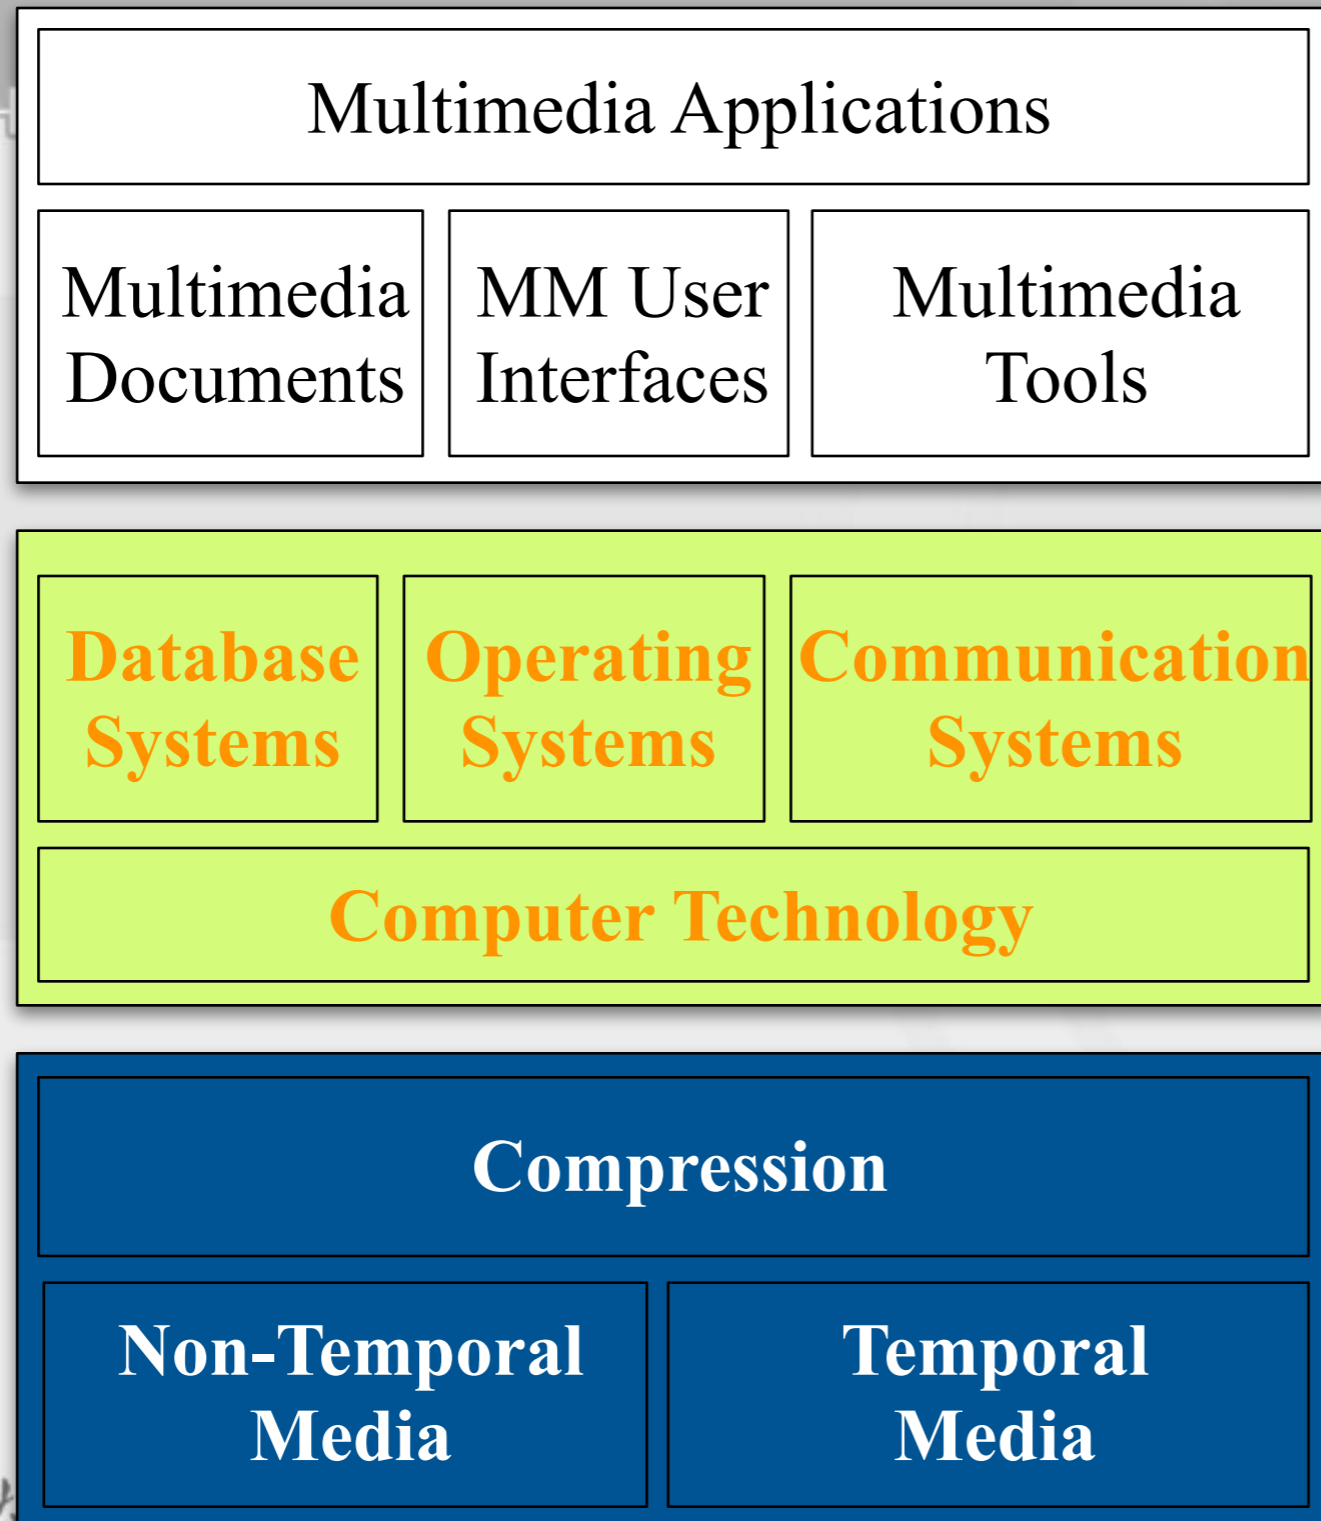 Multimedia Applications
Multimedia
Documents
MM User
Interfaces
Multimedia
Tools
Database
Systems
Operating
Systems
Communication
Systems
Computer Technology
Compression
Non-Temporal
Media
Temporal
Media